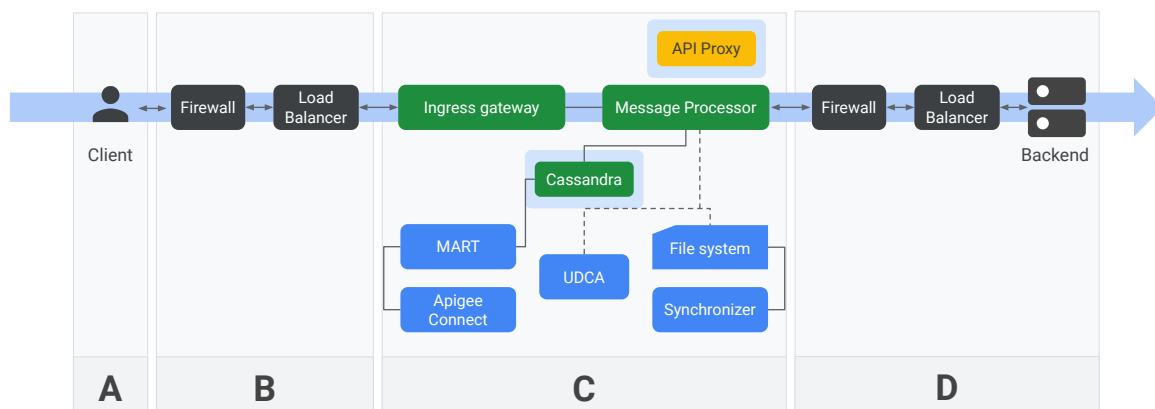 API Proxy
Firewall
Load
Balancer
Ingress gateway
Message Processor
Firewall
Load
Balancer
Client
Backend
Cassandra
MART
File system
UDCA
Apigee
Connect
Synchronizer
A
B
C
D